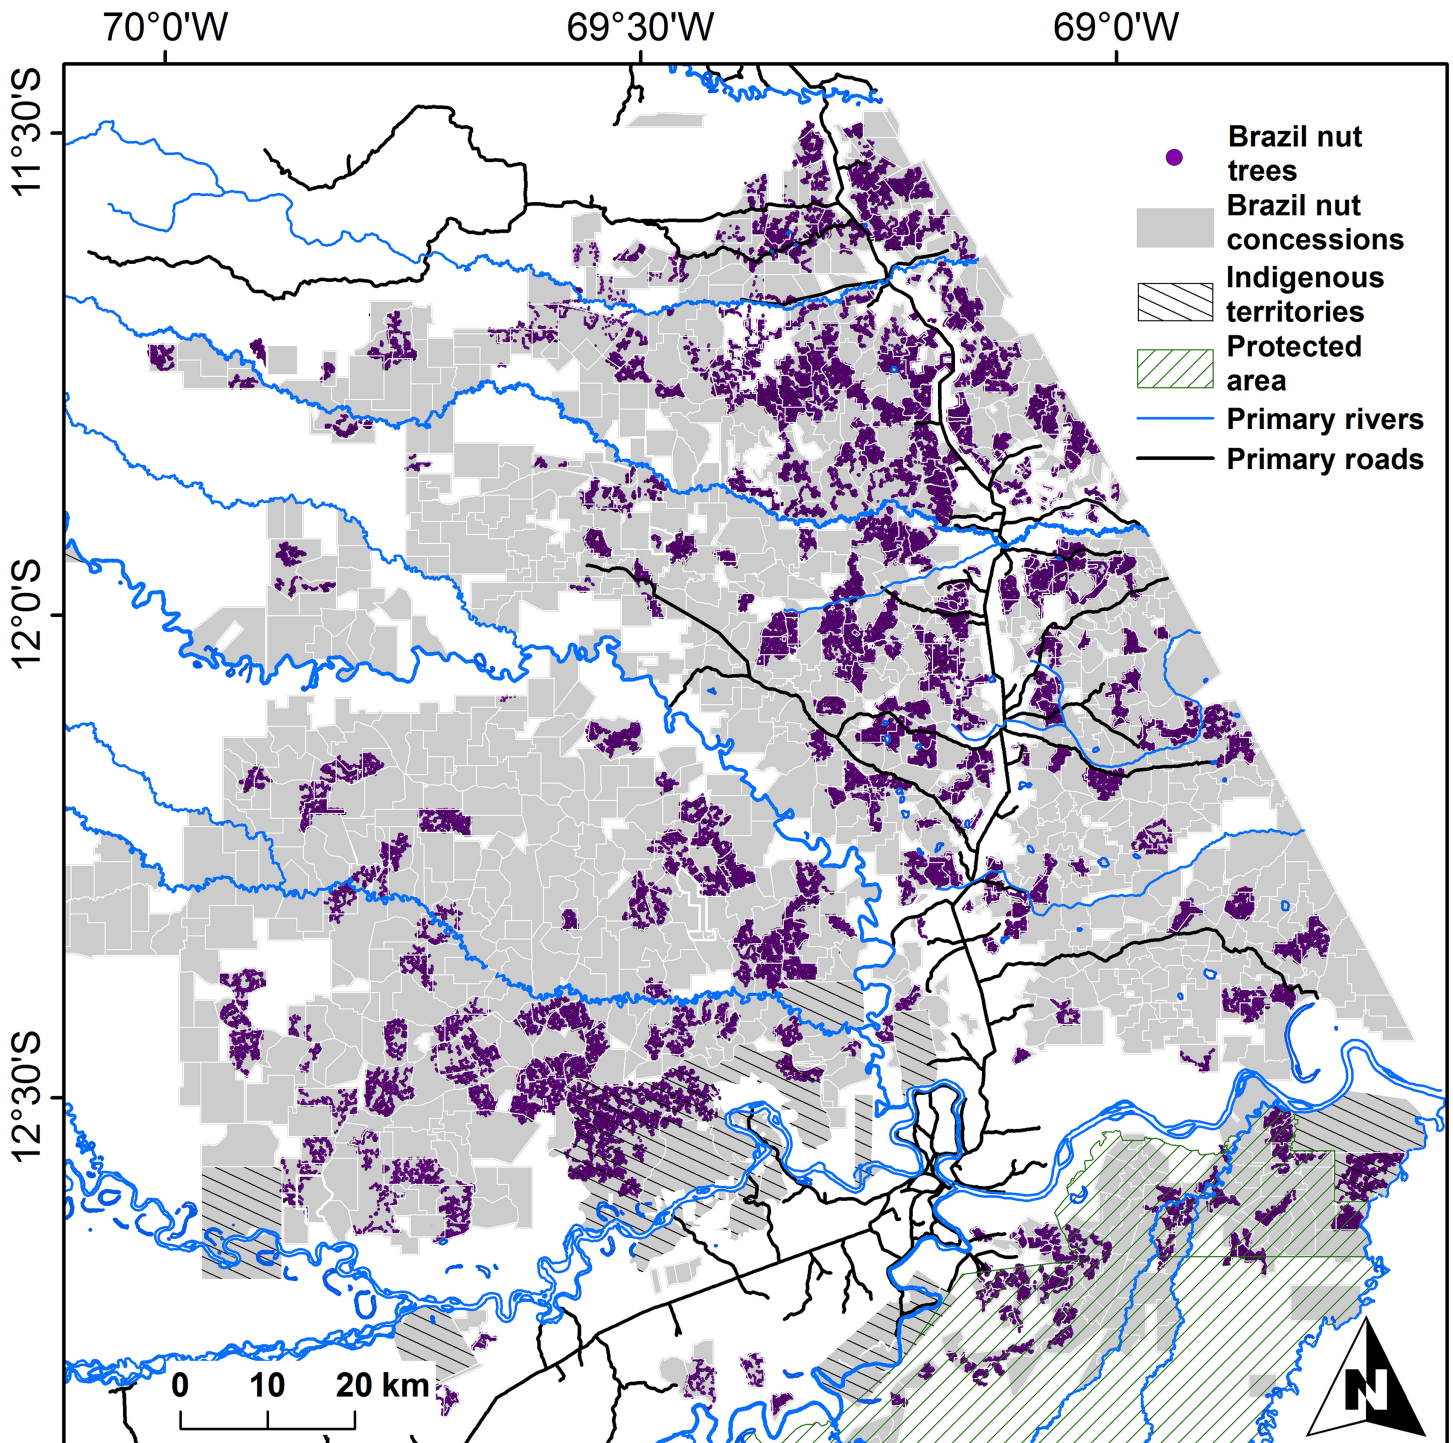 70°0'W 69°30'W 69°0'W
11°30'S
12°0'S
12°30'S
Brazil nut
trees
Brazil nut
concessions
Indigenous
territories
Protected
area
Primary rivers
Primary roads
0 10 20 km
N